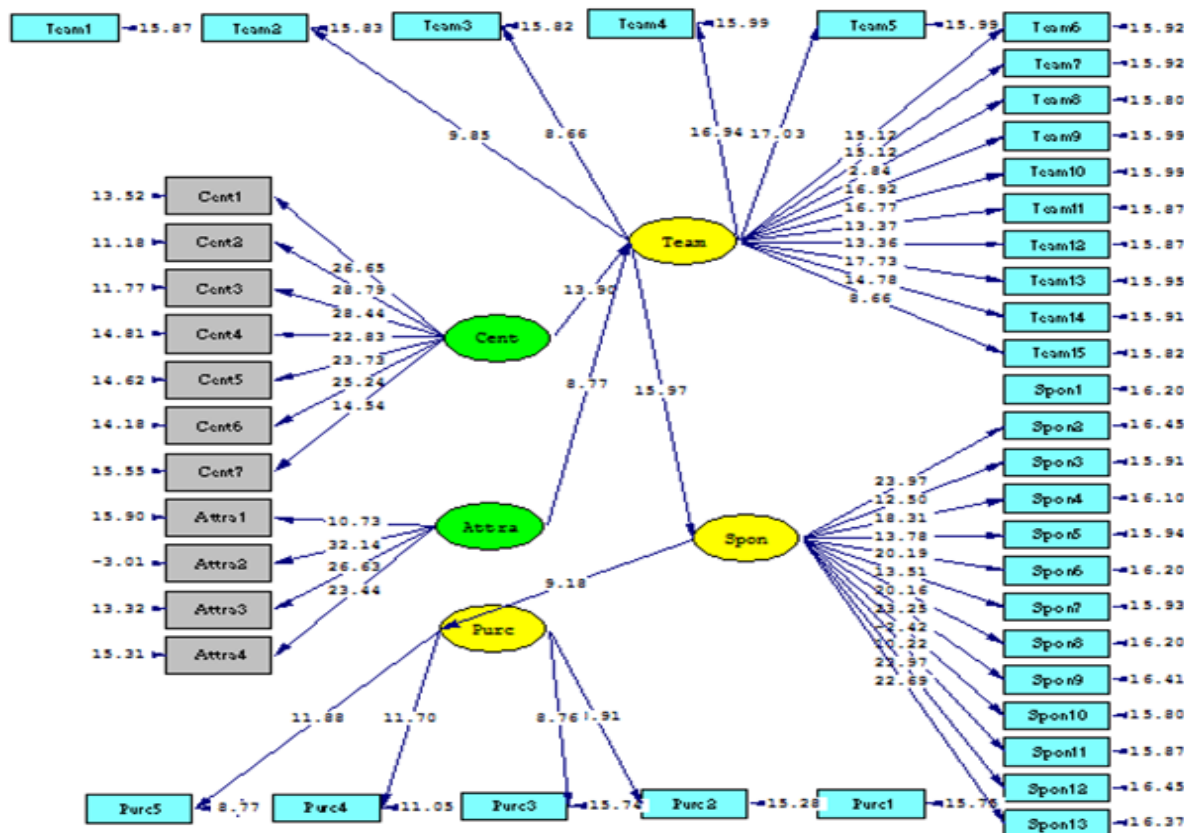 Team1 15.87 Team2 15.83 Team3 15.82 Team4 15.99 Team5 15.99 Team6 15.92
Team7 15.92
Team8 15.80
9.85 8.66 16.94 17.03 15.12 Team9 15.99
15.12
2.84 Team10 15.99
16.92
13.52 Cent1 16.77 Team11 15.87
13.37
11.18 Cent2 Team 13.36 Team12 15.87
26.65 17.73
11.77 Cent3 28.79 13.90 14.78 Team13 15.95
28.44 8.66
14.81 Cent4 22.83 Cent Team14 15.91
23.73
14.62 Cent5 25.24 8.77 15.97 Team15 15.82
14.54 Spon1 16.20
14.18 Cent6 Spon2 16.45
15.55 Cent7 Spon3 15.91
23.97
15.90 Attra1 10.73 12.50 Spon4 16.10
32.14 Attra 18.31
-3.01 Attra2 26.63 Spon 13.78 Spon5 15.94
23.44 20.19 Spon6 16.20
13.32 Attra3 9.18 13.51 Spon7 15.93
Purc 20.16
15.31 Attra4 23.25 Spon8 16.20
Spon9 16.41
23.97
11.88 11.70 8.76 .91 22.69 Spon10 15.80
Spon11 15.87
Spon12 16.45
Purc5 8.77 Purc4 11.05 Purc3 15.74 Purc2 15.28 Purc1 15.76 Spon13 16.37